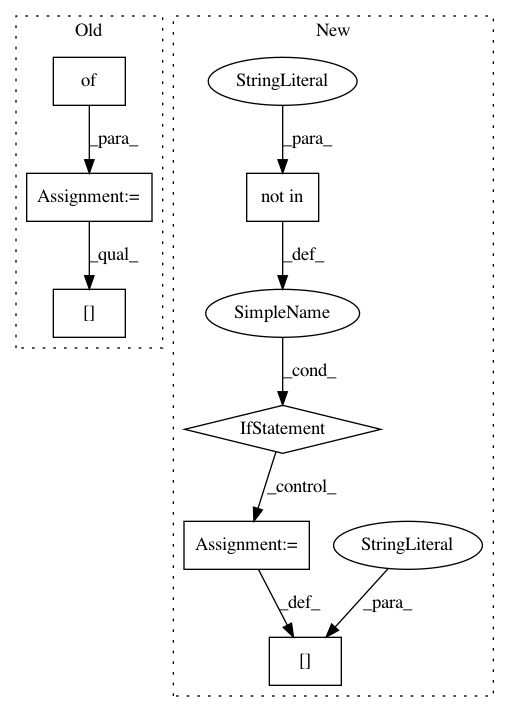 Old
of
_para_
Assignment:=
_qual_
[]
New
StringLiteral
_para_
not in
_def_
SimpleName
_cond_
IfStatement
_control_
Assignment:=
StringLiteral
_def_
_para_
[]